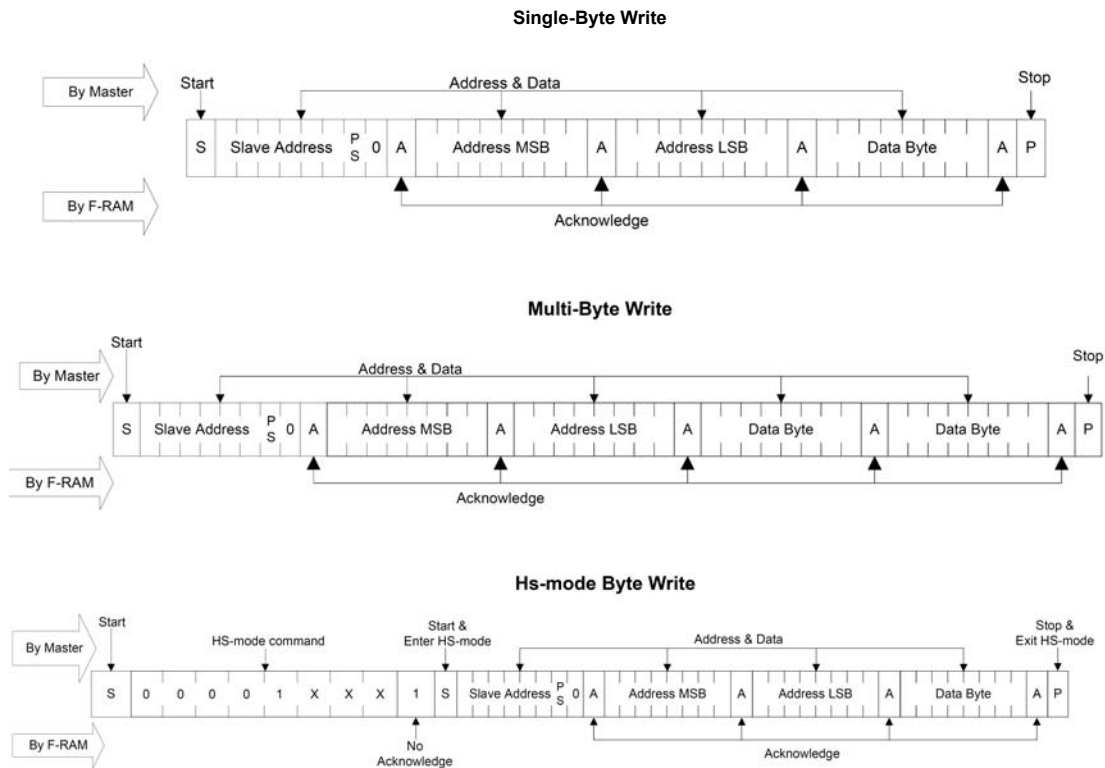 Single-Byte Write
By Master
Start
Address & Data
Stop
S Slave Address PS 0 A Address MSB A Address LSB A Data Byte A P
By F-RAM
Acknowledge
Multi-Byte Write
Start
By Master
Address & Data
Stop
S Slave Address PS 0 A Address MSB A Address LSB A Data Byte A Data Byte A P
By F-RAM
Acknowledge
Hs-mode Byte Write
By Master
Start
HS-mode command
Start &
Enter HS-mode
Address & Data
Stop &
Exit HS-mode
S 0 0 0 0 1 X X X 1 S Slave Address PS 0 A Address MSB A Address LSB A Data Byte A P
By F-RAM
No
Acknowledge
Acknowledge